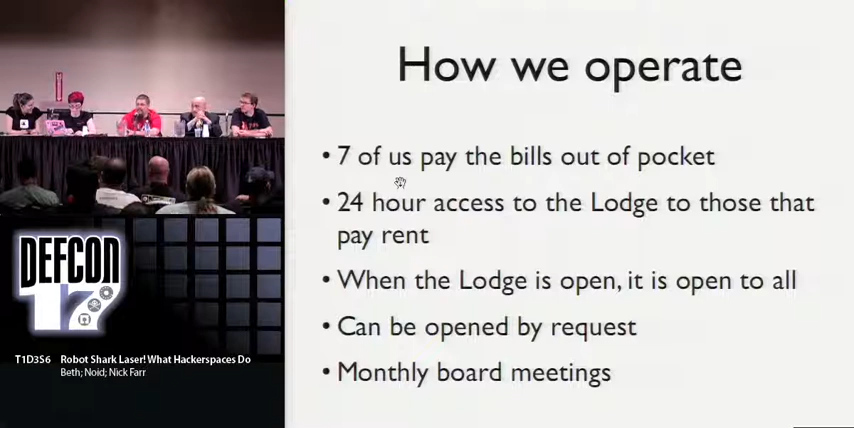 How we operate
• 7 of us pay the bills out of pocket
• 24 hour access to the Lodge to those that
pay rent
• When the Lodge is open, it is open to all
• Can be opened by request
• Monthly board meetings
DEFCON
17
T1D3S6 Robot Shark Laser! What Hackerspaces Do
Beth; Noid; Nick Farr